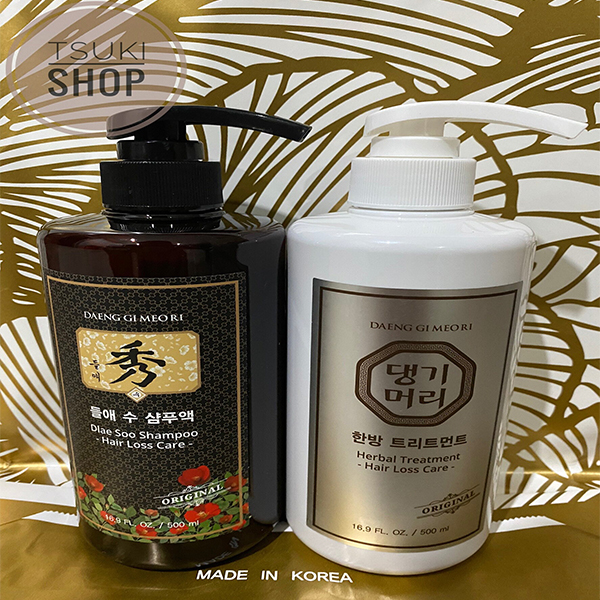 TSUKI
SHOP
DAENG GI MEO RI
들애
秀
들애 수 샴푸액
Dlae Soo Shampoo
- Hair Loss Care -
ORIGINAL
16.9 FL. OZ. / 500 ml
DAENG GI MEO RI
댕기
머리
한방 트리트먼트
Herbal Treatment
- Hair Loss Care -
ORIGINAL
16.9 FL. OZ. / 500 ml
MADE IN KOREA